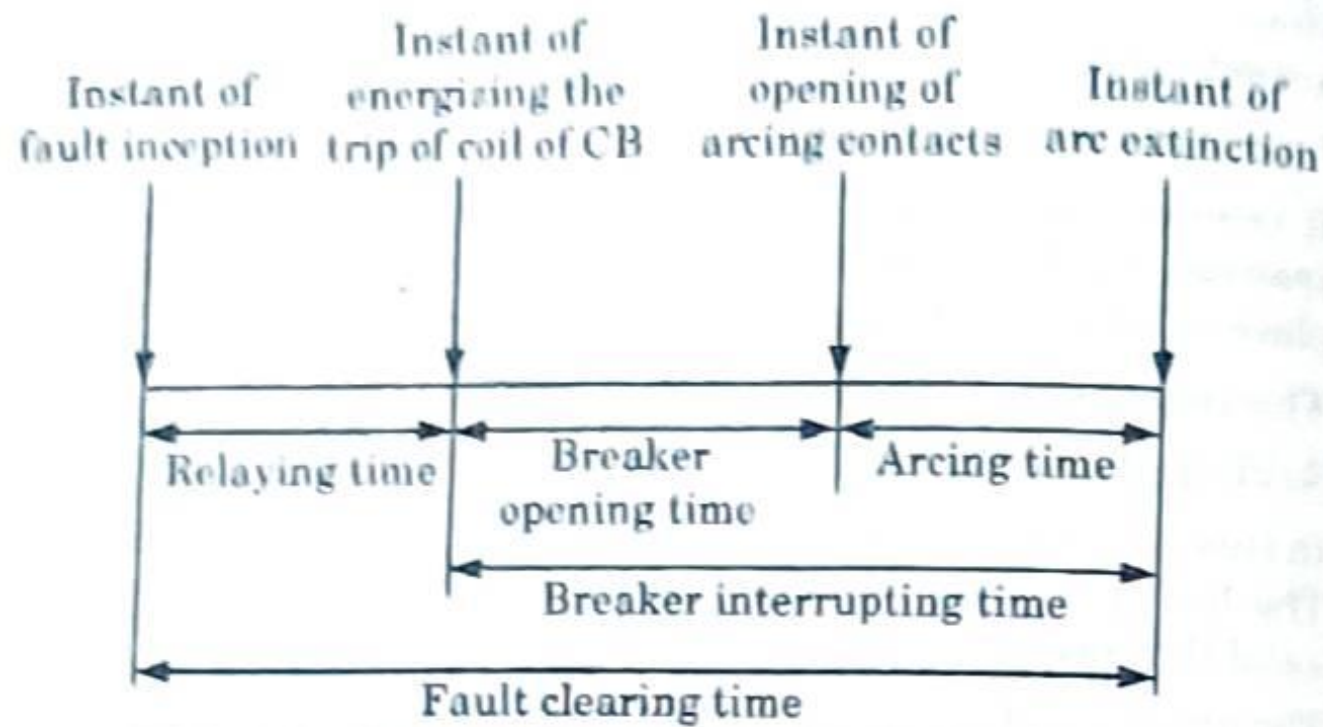 Instant of
fault inception
Instant of
energising the
trip of coil of CB
Instant of
opening of
arcing contacts
Instant of
arc extinction
Relaying time
Breaker
opening time
Arcing time
Breaker interrupting time
Fault clearing time